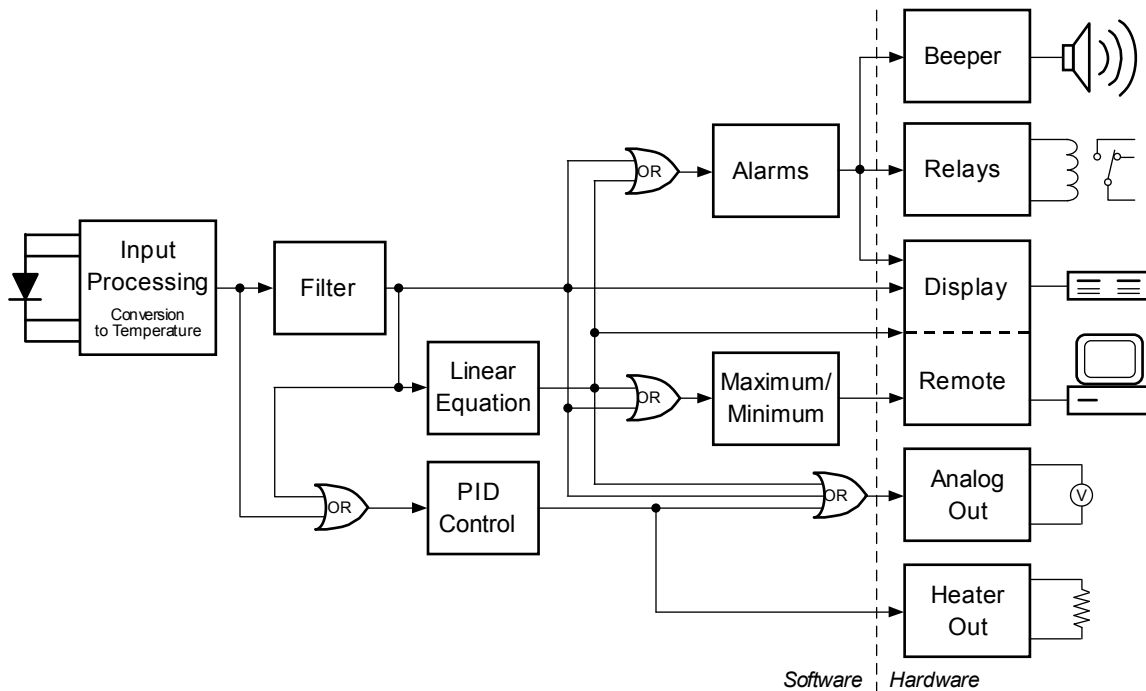 Beeper
OR
Alarms
Relays
Input
Processing
Conversion
to Temperature
Filter
Display
Linear
Equation
OR
Maximum/
Minimum
Remote
OR
PID
Control
OR
Analog
Out
V
Heater
Out
Software
Hardware